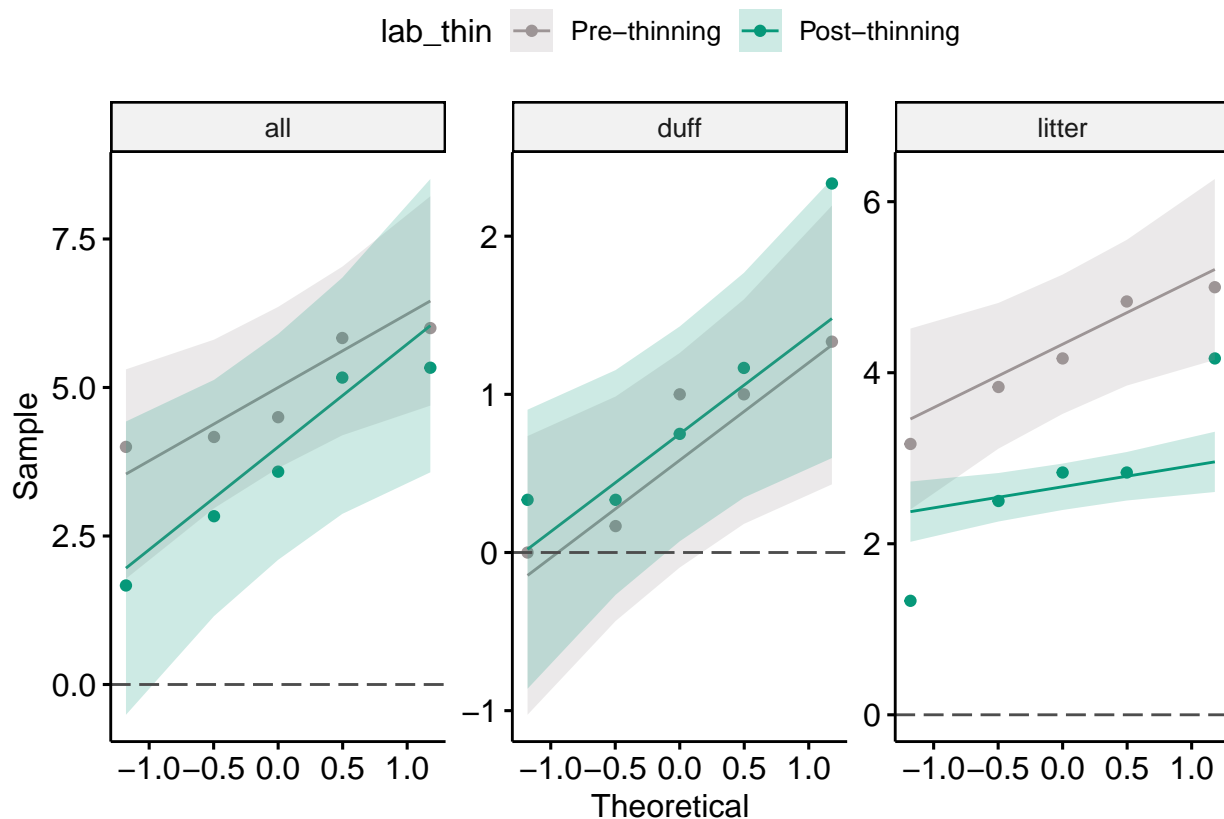 lab_thin Pre−thinning Post−thinning
all duff litter
7.5
5.0
2.5
0.0
2
1
0
−1
6
4
2
0
−1.0 −0.5 0.0 0.5 1.0 −1.0 −0.5 0.0 0.5 1.0 −1.0 −0.5 0.0 0.5 1.0
Sample
Theoretical